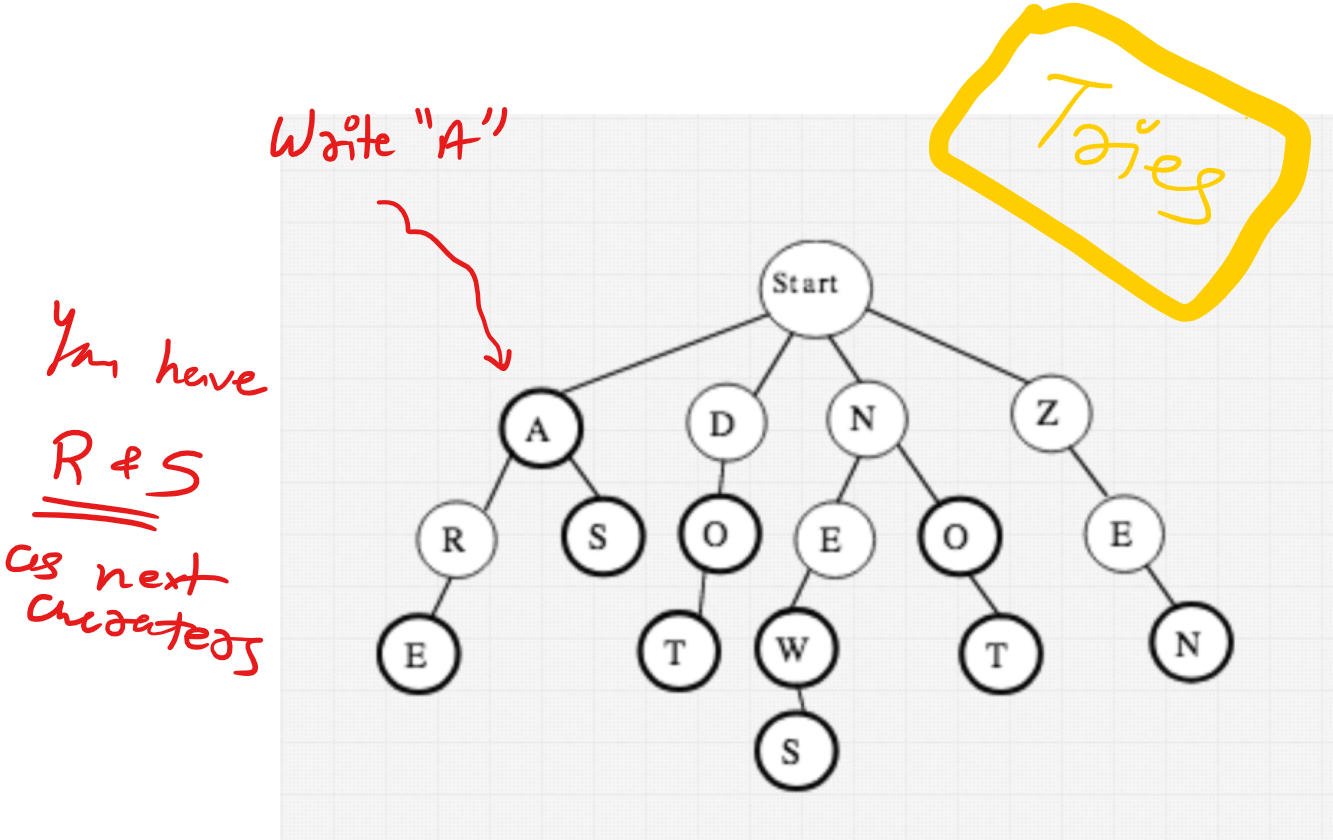 Write "A"
Tries
Start
You have
R & S
as next
characters
A
D
N
Z
R
S
O
E
O
E
E
T
W
T
N
S